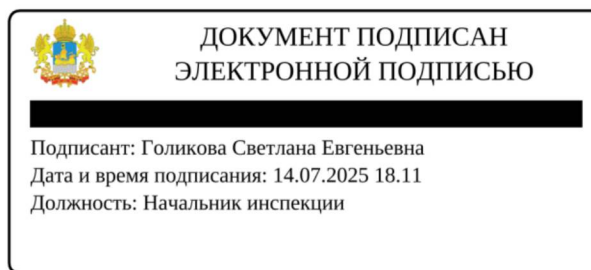 ДОКУМЕНТ ПОДПИСАН
ЭЛЕКТРОННОЙ ПОДПИСЬЮ
Подписант: Голикова Светлана Евгеньевна
Дата и время подписания: 14.07.2025 18.11
Должность: Начальник инспекции